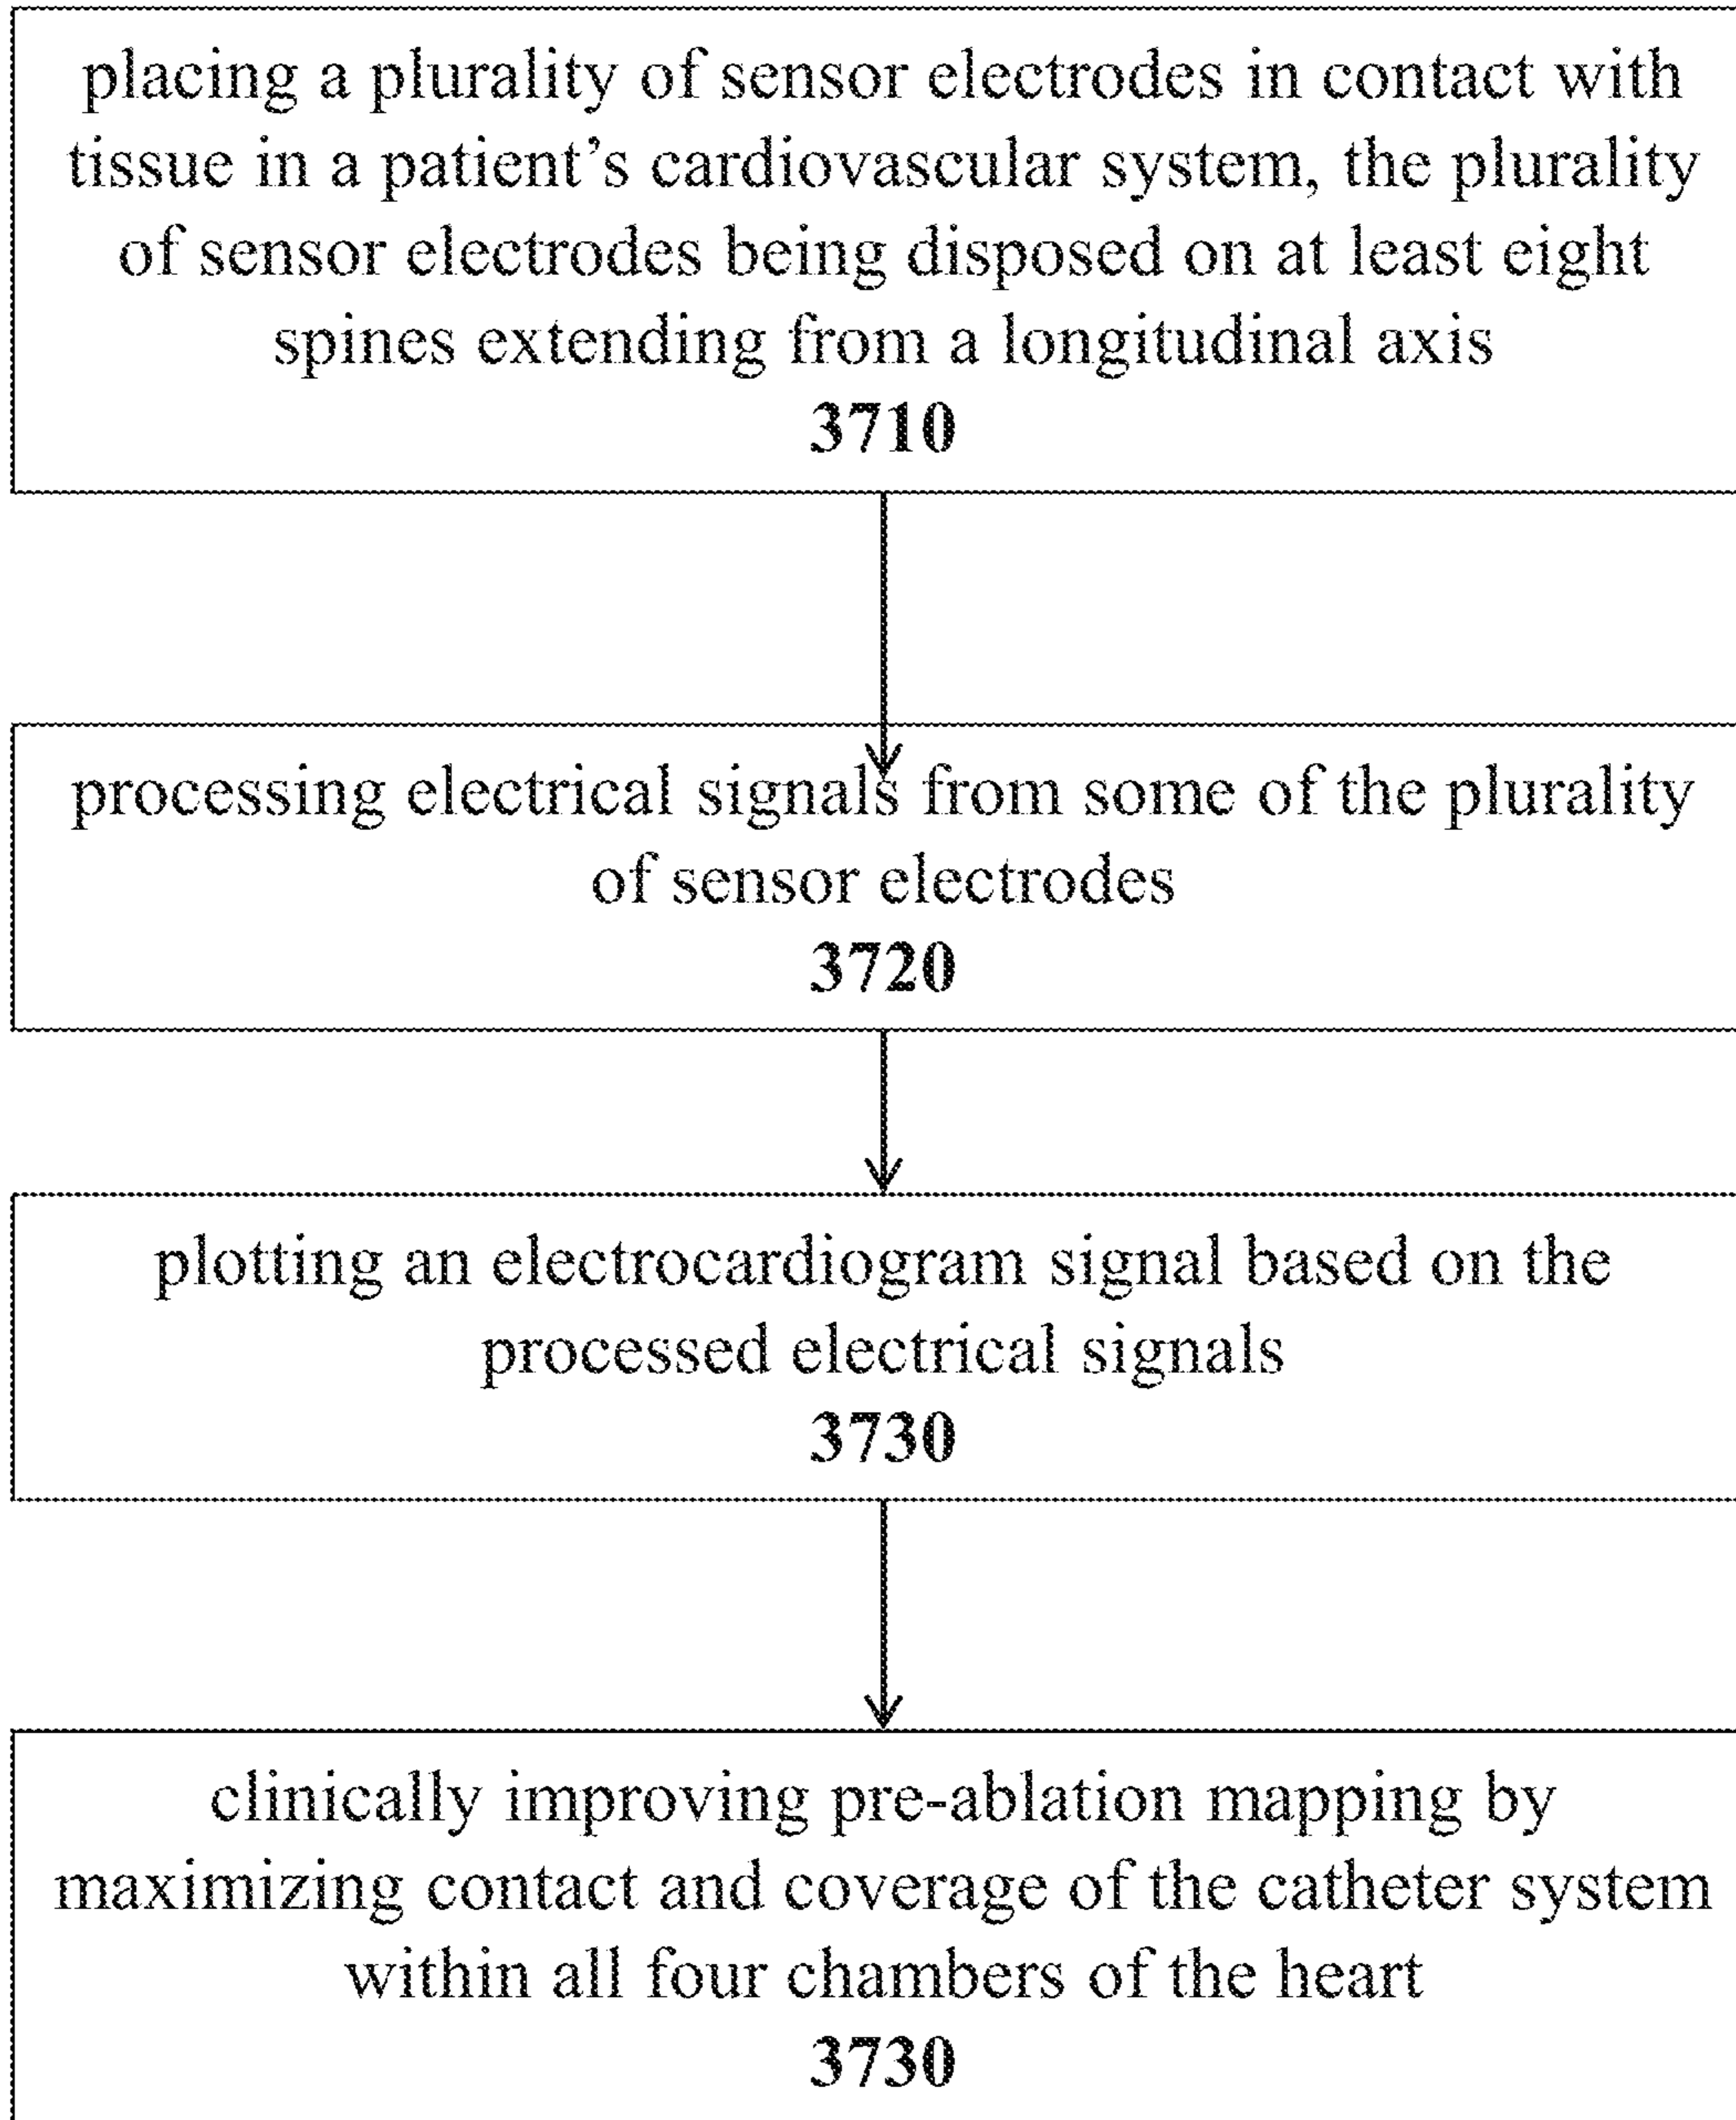 placing a plurality of sensor electrodes in contact with
tissue in a patient’s cardiovascular system, the plurality
of sensor electrodes being disposed on at least eight
spines extending from a longitudinal axis
3710
processing electrical signals from some of the plurality
of sensor electrodes
3720
plotting an electrocardiogram signal based on the
processed electrical signals
3730
clinically improving pre-ablation mapping by
maximizing contact and coverage of the catheter system
within all four chambers of the heart
3730